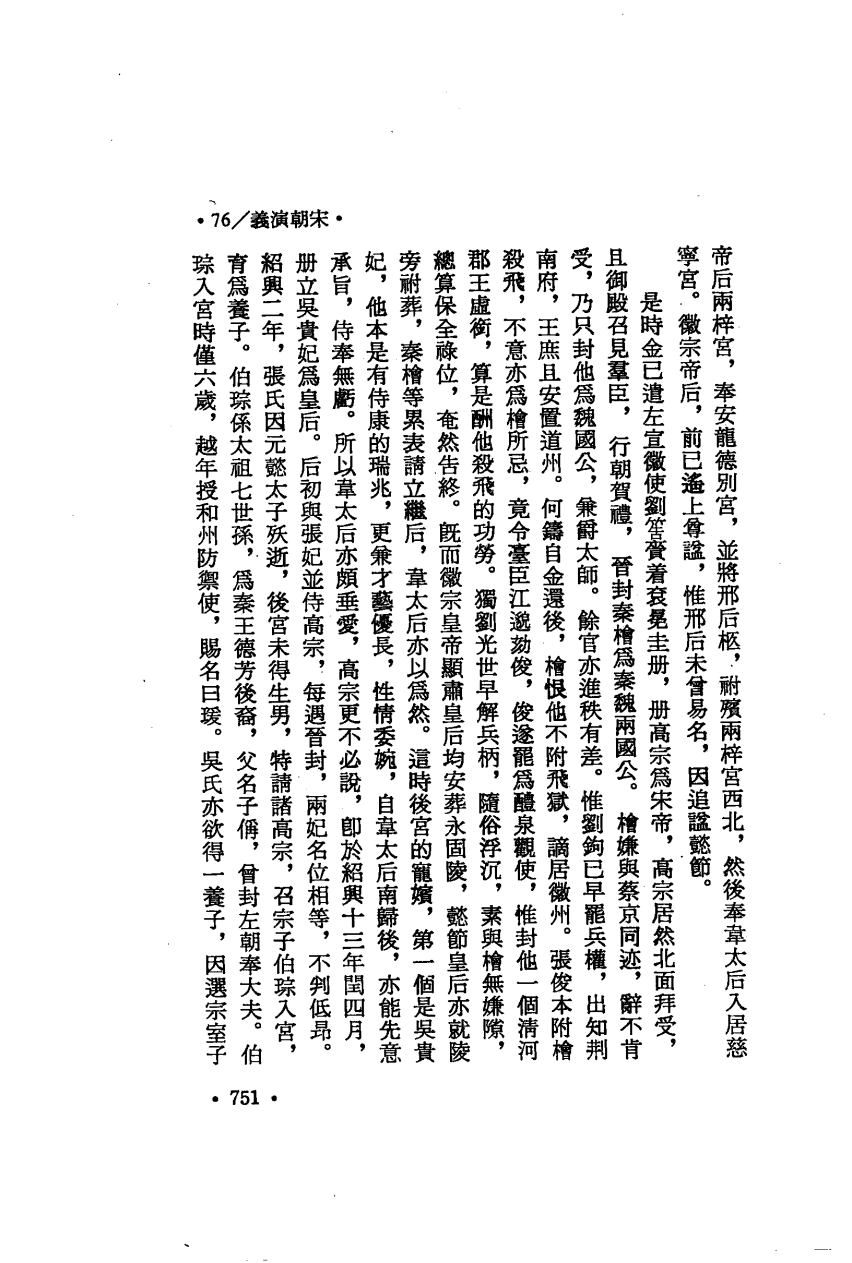 •76／義演朝宋•
帝后兩梓宮，奉安龍德別宮，並將邢后柩，祔殯兩梓宮西北，然後奉韋太后入居慈
寧宮。徽宗帝后，前已遙上尊諡，惟邢后未曾易名，因追諡懿節。
是時金已遣左宣徽使劉筈賫着袞冕圭册，册高宗爲宋帝，高宗居然北面拜受，
且御殿召見羣臣，行朝賀禮，晉封秦檜爲秦魏兩國公。檜嫌與蔡京同迹，辭不肯
受，乃只封他爲魏國公，兼爵太師。餘官亦進秩有差。惟劉錡已早罷兵權，出知荆
南府，王庶且安置道州。何鑄自金還後，檜恨他不附飛獄，謫居徽州。張俊本附檜
殺飛，不意亦爲檜所忌，竟令臺臣江邈劾俊，俊遂罷爲醴泉觀使，惟封他一個清河
郡王虛銜，算是酬他殺飛的功勞。獨劉光世早解兵柄，隨俗浮沉，素與檜無嫌隙，
總算保全祿位，奄然告終。既而徽宗皇帝顯肅皇后均安葬永固陵，懿節皇后亦就陵
旁祔葬，秦檜等累表請立繼后，韋太后亦以爲然。這時後宮的寵嬪，第一個是吳貴
妃，他本是有侍康的瑞兆，更兼才藝優長，性情委婉，自韋太后南歸後，亦能先意
承旨，侍奉無虧。所以韋太后亦頗垂愛，高宗更不必說，卽於紹興十三年閏四月，
册立吳貴妃爲皇后。后初與張妃並侍高宗，每遇晉封，兩妃名位相等，不判低昂。
紹興二年，張氏因元懿太子殀逝，後宮未得生男，特請諸高宗，召宗子伯琮入宮，
育爲養子。伯琮係太祖七世孫，爲秦王德芳後裔，父名子偁，曾封左朝奉大夫。伯
琮入宮時僅六歲，越年授和州防禦使，賜名曰瑗。吳氏亦欲得一養子，因選宗室子
•751•